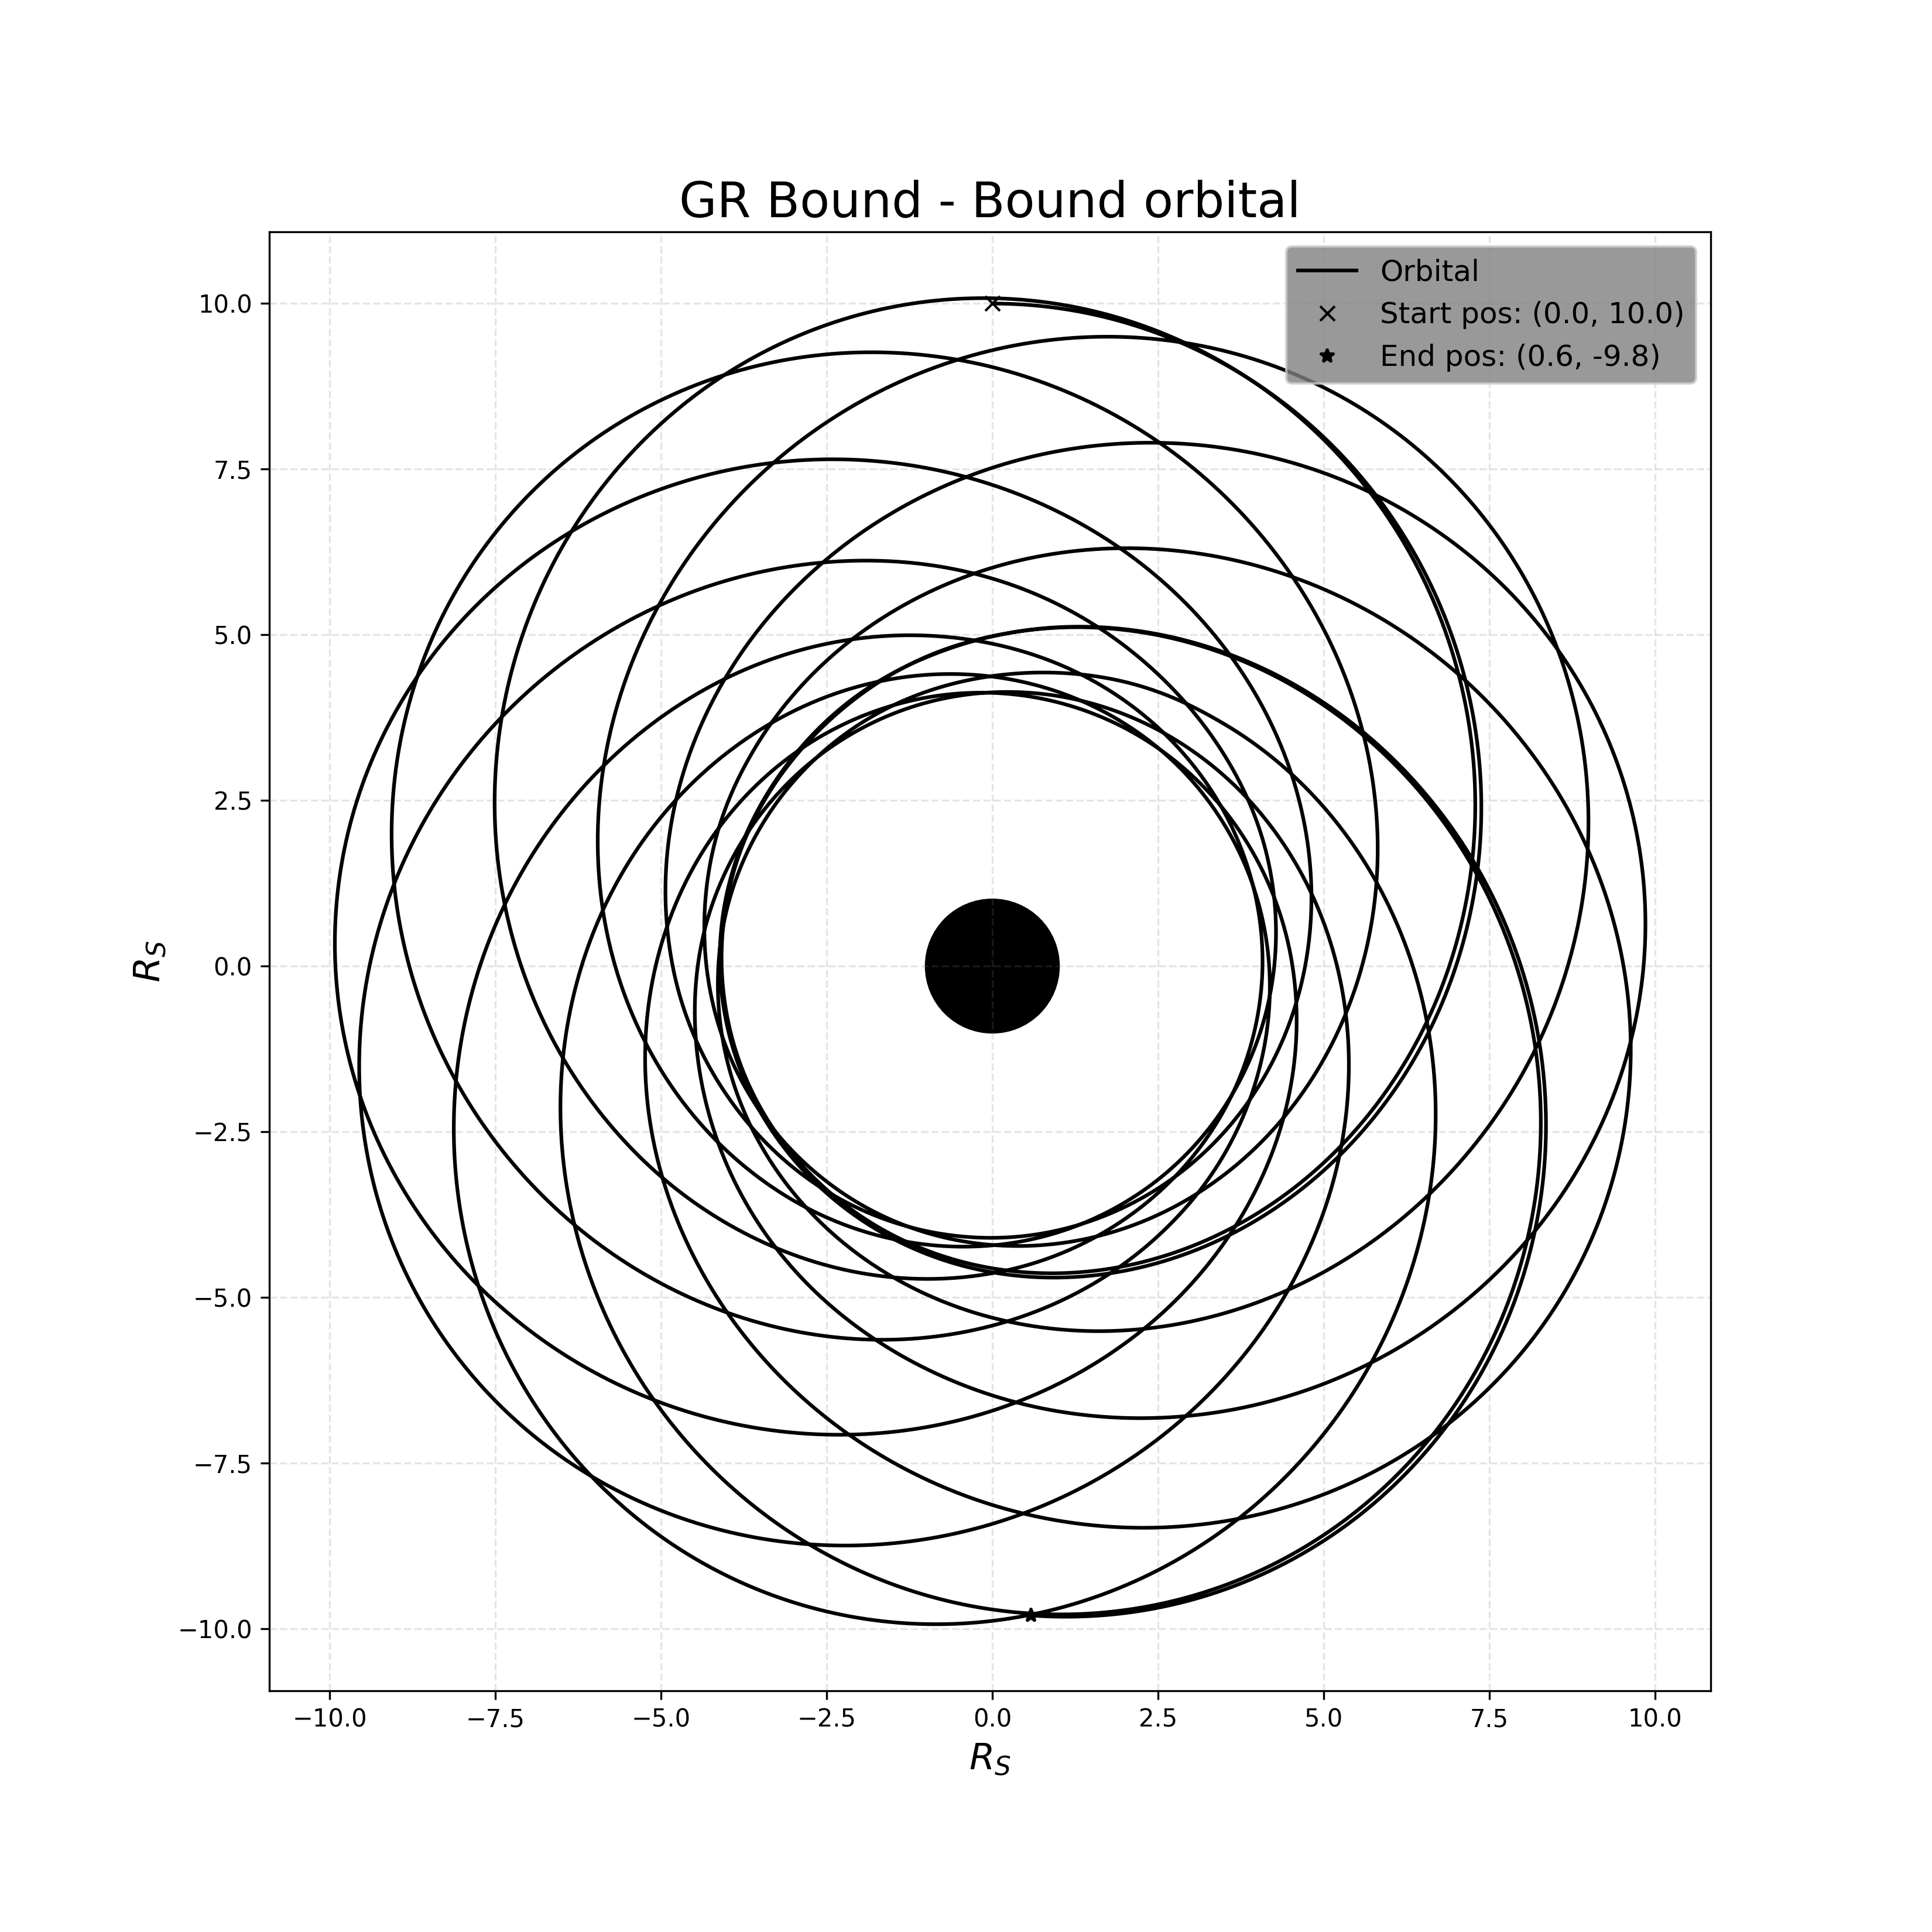 GR Bound - Bound orbital
Orbital
Start pos: (0.0, 10.0)
End pos: (0.6, -9.8)
10.0
7.5
5.0
2.5
0.0
−2.5
−5.0
−7.5
−10.0
R_S
−10.0 −7.5 −5.0 −2.5 0.0 2.5 5.0 7.5 10.0
R_S